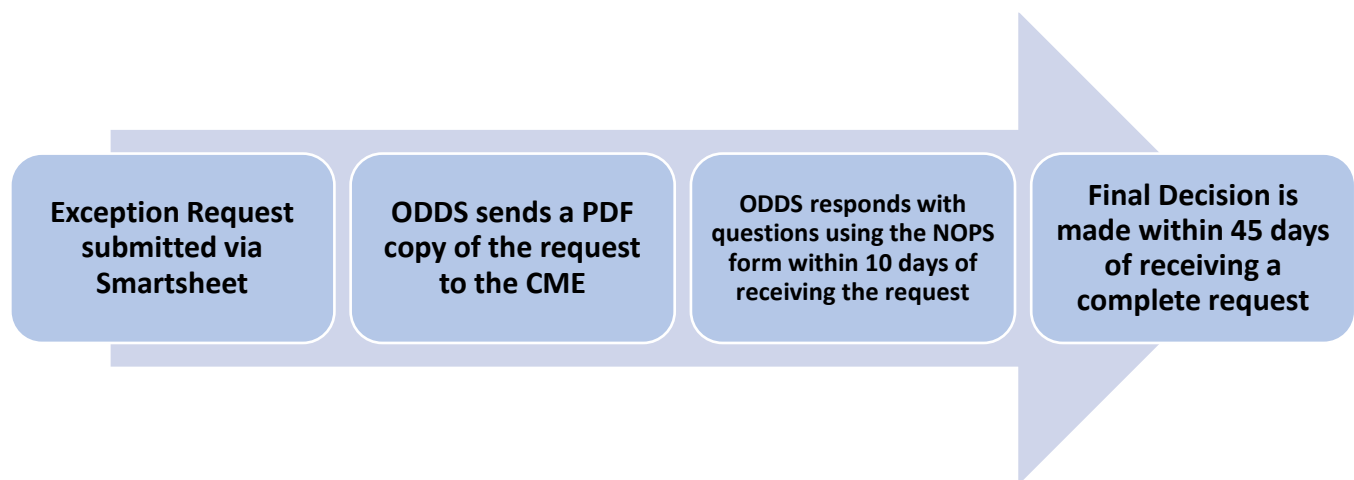 Exception Request
submitted via
Smartsheet
ODDS sends a PDF
copy of the request
to the CME
ODDS responds with
questions using the NOPS
form within 10 days of
receiving the request
Final Decision is
made within 45 days
of receiving a
complete request